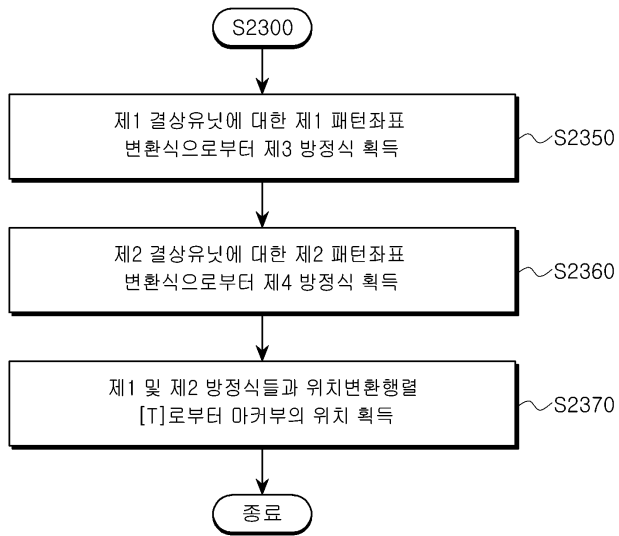 S2300
제1 결상유닛에 대한 제1 패턴좌표
변환식으로부터 제3 방정식 획득
S2350
제2 결상유닛에 대한 제2 패턴좌표
변환식으로부터 제4 방정식 획득
S2360
제1 및 제2 방정식들과 위치변환행렬
[T]로부터 마커부의 위치 획득
S2370
종료